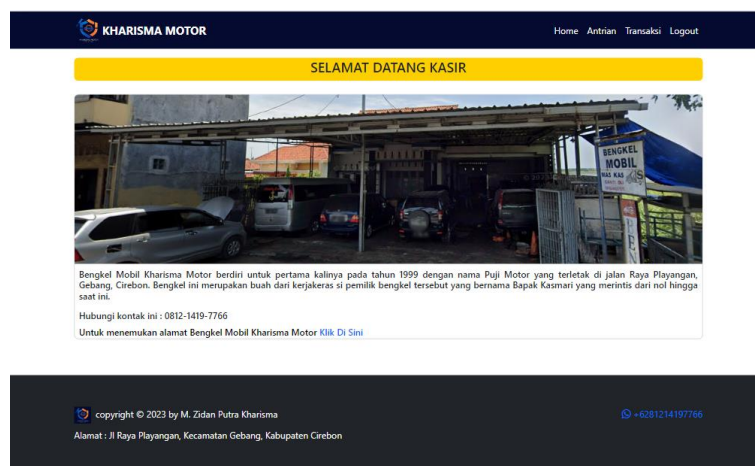 KHARISMA MOTOR
Home Antrian Transaksi Logout
SELAMAT DATANG KASIR
BENGKEL
MOBIL
MAS KAS
Bengkel Mobil Kharisma Motor berdiri untuk pertama kalinya pada tahun 1999 dengan nama Puji Motor yang terletak di jalan Raya Playangan,
Gebang, Cirebon. Bengkel ini merupakan buah dari kerjakeras si pemilik bengkel tersebut yang bernama Bapak Kasmari yang merintis dari nol hingga
saat ini.
Hubungi kontak ini : 0812-1419-7766
Untuk menemukan alamat Bengkel Mobil Kharisma Motor Klik Di Sini
copyright © 2023 by M. Zidan Putra Kharisma
+6281214197766
Alamat : Jl Raya Playangan, Kecamatan Gebang, Kabupaten Cirebon